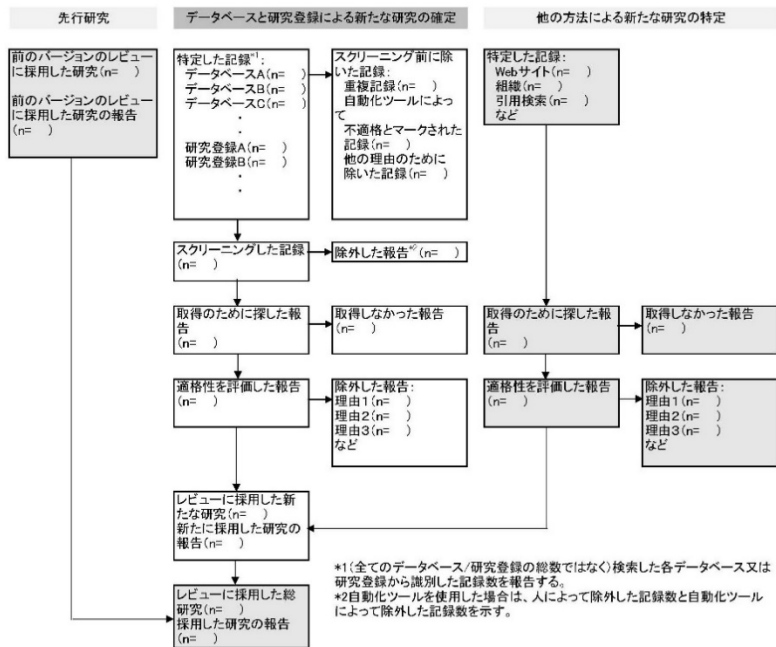 先行研究
データベースと研究登録による新たな研究の確定
他の方法による新たな研究の特定
前のバージョンのレビュー
に採用した研究(n=　)
前のバージョンのレビュー
に採用した研究の報告
(n=　)
特定した記録*1:
データベースA(n=　)
データベースB(n=　)
データベースC(n=　)
・
・
研究登録A(n=　)
研究登録B(n=　)
・
・
スクリーニング前に除
いた記録:
重複記録(n=　)
自動化ツールによっ
て
不適格とマークされた
記録(n=　)
他の理由のために
除いた記録(n=　)
特定した記録:
Webサイト(n=　)
組織(n=　)
引用検索(n=　)
など
スクリーニングした記録
(n=　)
除外した報告*2(n=　)
取得のために探した報
告
(n=　)
取得しなかった報告
(n=　)
取得のために探した報
告
(n=　)
取得しなかった報告
(n=　)
適格性を評価した報告
(n=　)
除外した報告:
理由1(n=　)
理由2(n=　)
理由3(n=　)
など
適格性を評価した報告
(n=　)
除外した報告:
理由1(n=　)
理由2(n=　)
理由3(n=　)
など
レビューに採用した新
たな研究(n=　)
新たに採用した研究の
報告(n=　)
レビューに採用した総
研究(n=　)
採用した研究の報告
(n=　)
*1(全てのデータベース/研究登録の総数ではなく)検索した各データベース又は
研究登録から識別した記録数を報告する。
*2自動化ツールを使用した場合は、人によって除外した記録数と自動化ツール
によって除外した記録数を示す。